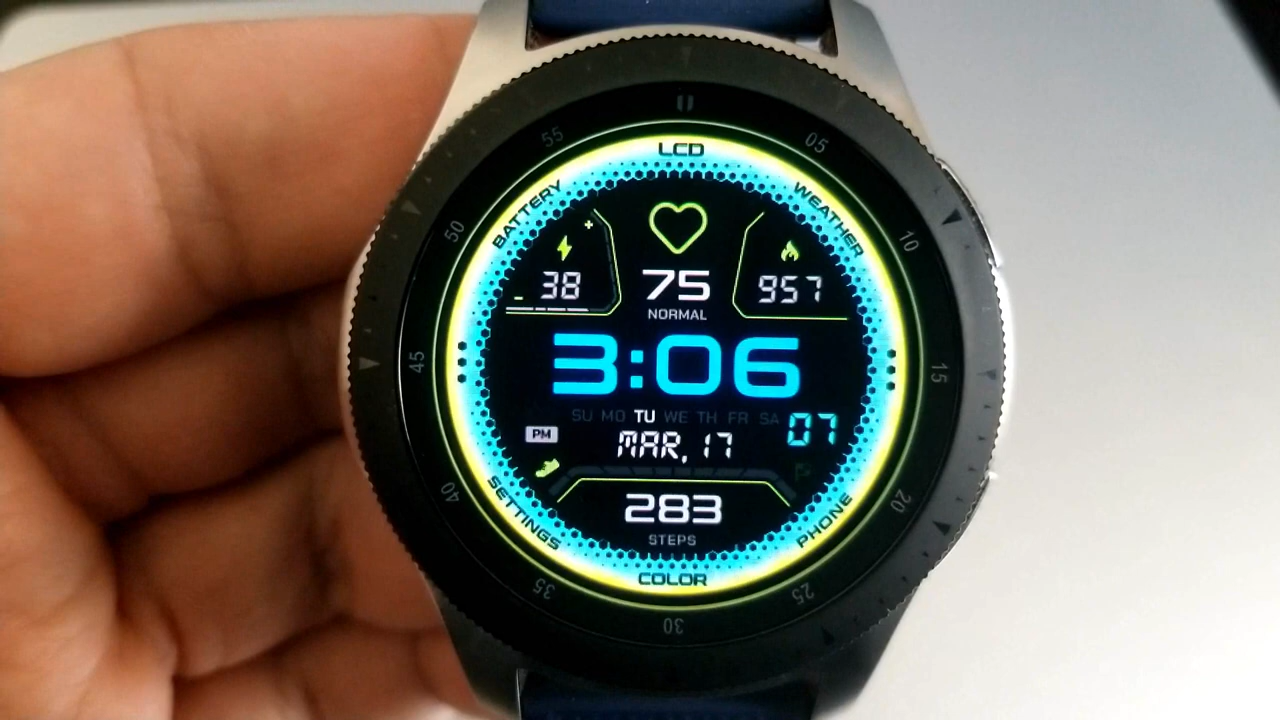 55
05
50
10
45
15
40
20
35
25
30
LCD
BATTERY
WEATHER
38
75
957
NORMAL
3:06
SU MO TU WE TH FR SA
07
PM
MAR, 17
283
STEPS
SETTINGS
PHONE
COLOR